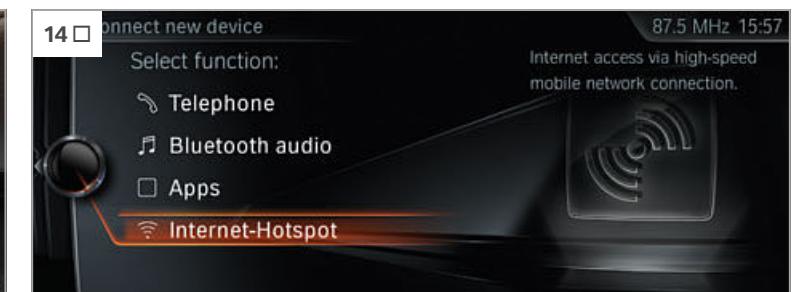 14
onnect new device
87.5 MHz 15:57
Select function:
Internet access via high-speed
mobile network connection.
Telephone
Bluetooth audio
Apps
Internet-Hotspot